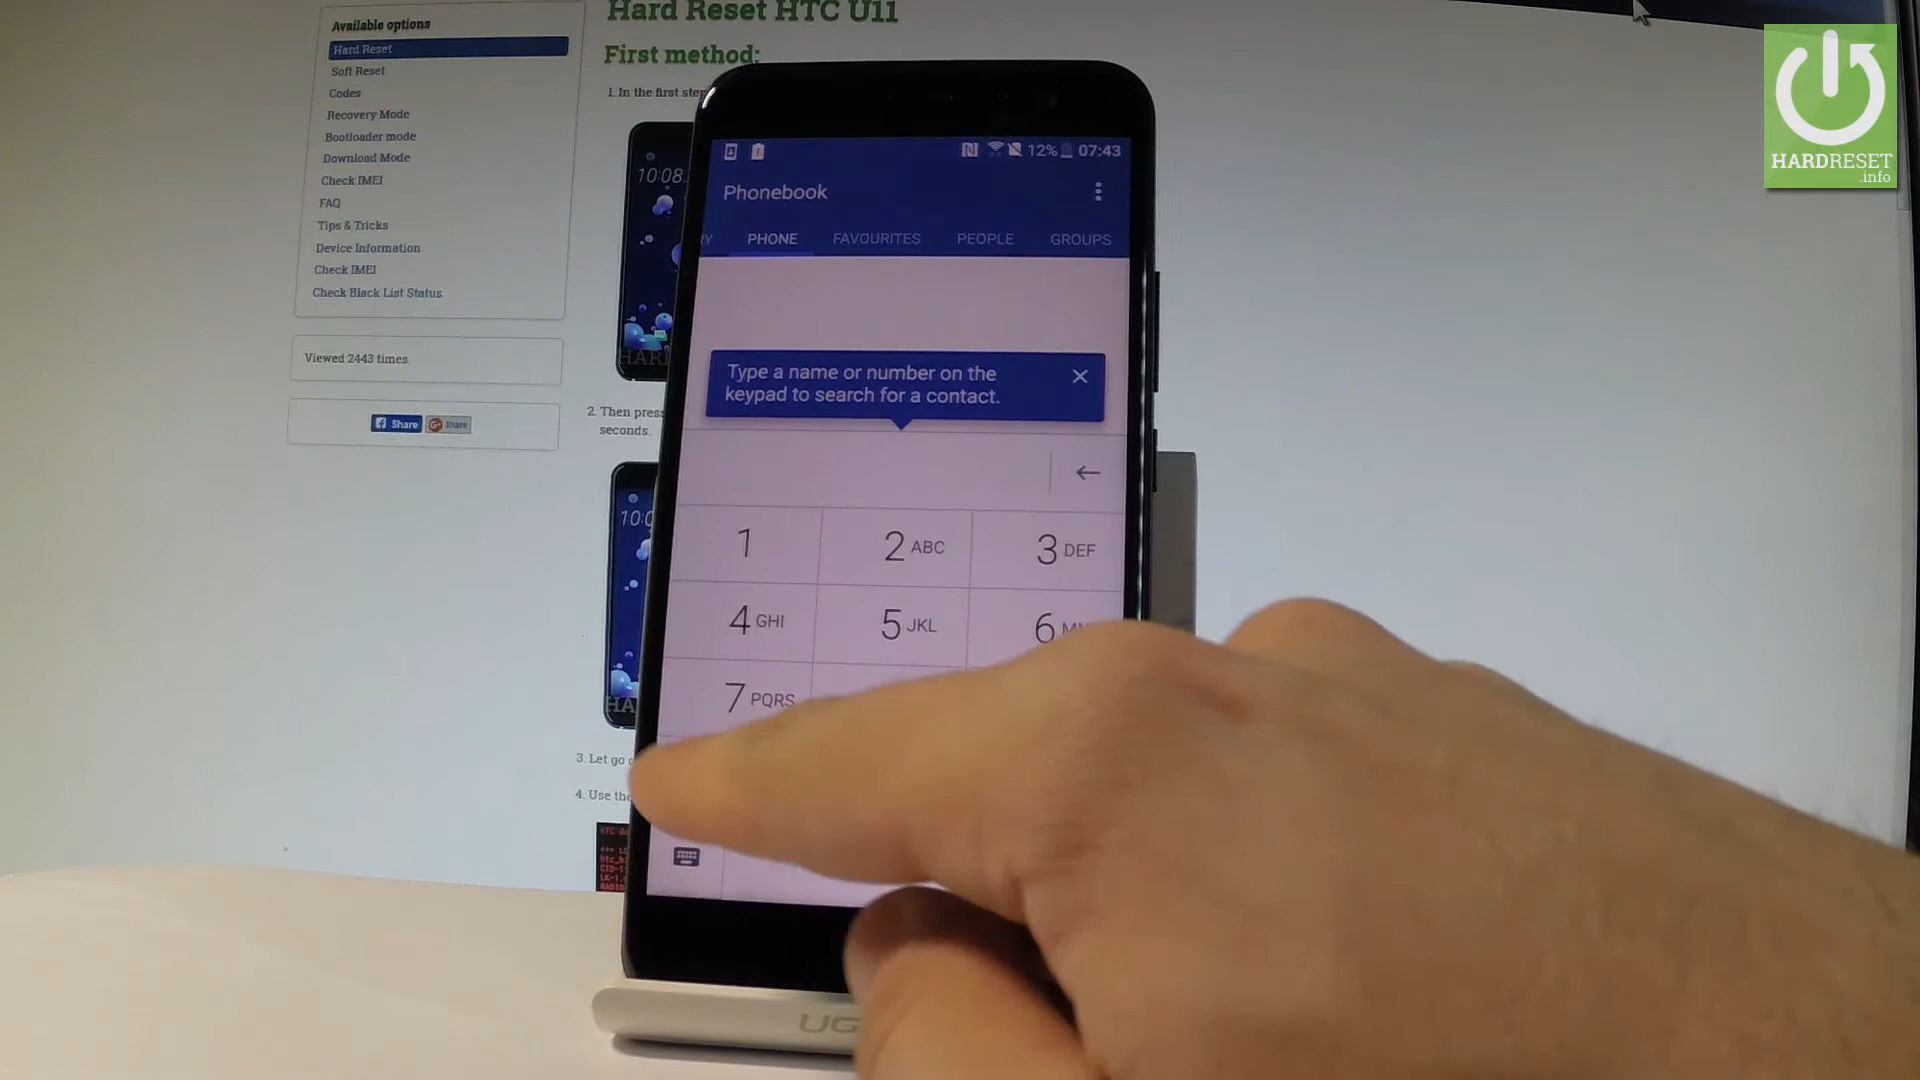 Hard Reset HTC U11
First method:
Available options
Hard Reset
Soft Reset
Codes
Recovery Mode
Bootloader mode
Download Mode
Check IMEI
FAQ
Tips & Tricks
Device Information
Check IMEI
Check Black List Status
Viewed 2443 times
Share
Share
1. In the first step
10:08
HARD
2. Then press
seconds.
3. Let go
4. Use the
12% 07:43
Phonebook
RY PHONE FAVOURITES PEOPLE GROUPS
Type a name or number on the
keypad to search for a contact.
1 2 ABC 3 DEF
4 GHI 5 JKL 6
7 PQRS
UG
HARDRESET
.info